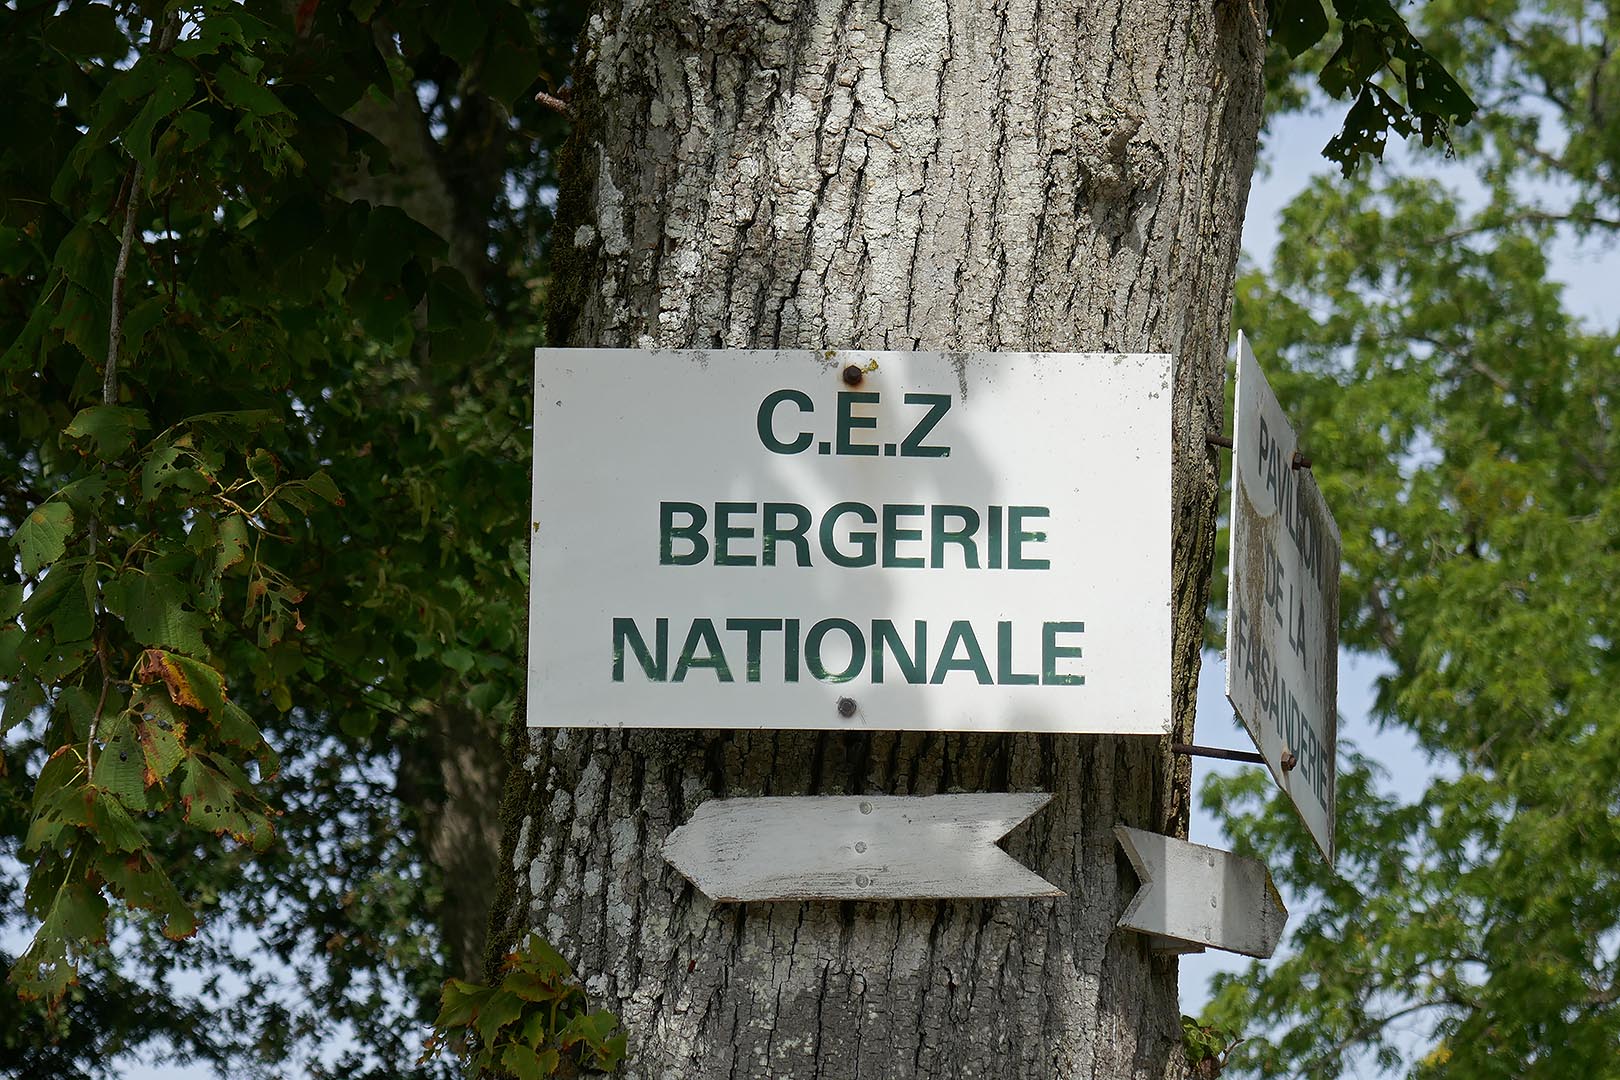 C.E.Z
BERGERIE
NATIONALE
PAVILLON
DE LA
FAISANDERIE